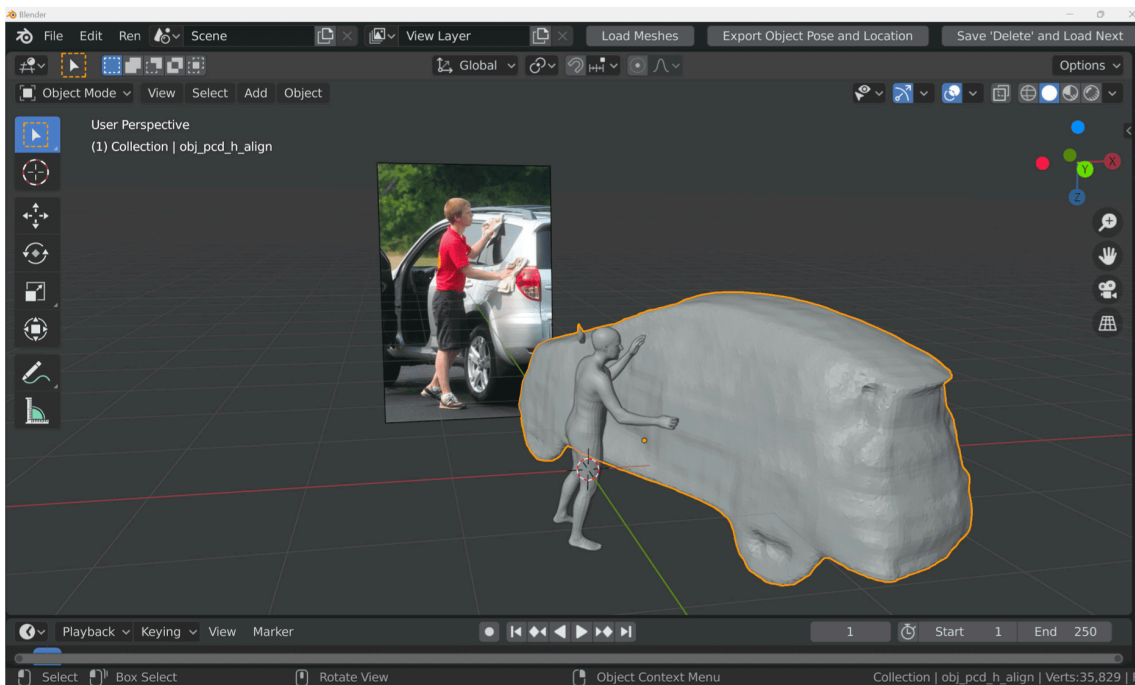 Blender
File Edit Ren Scene View Layer Load Meshes Export Object Pose and Location Save 'Delete' and Load Next
Global Options
Object Mode View Select Add Object
User Perspective
(1) Collection | obj_pcd_h_align
X
Y
Z
Playback Keying View Marker 1 Start 1 End 250
Select Box Select Rotate View Object Context Menu Collection | obj_pcd_h_align | Verts:35,829 |